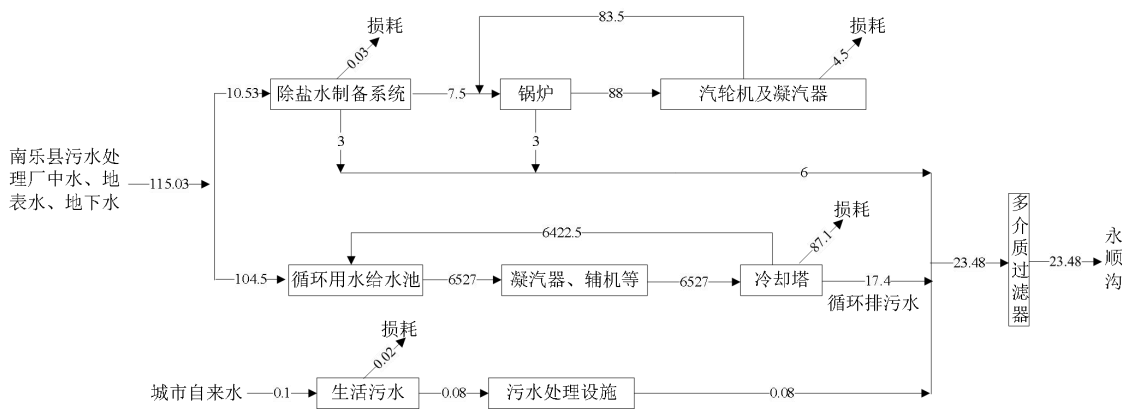 83.5
损耗
损耗
0.03
4.5
10.53
除盐水制备系统
7.5
锅炉
88
汽轮机及凝汽器
3
3
南乐县污水处
理厂中水、地
表水、地下水
115.03
6
多介质过滤器
损耗
6422.5
87.1
永顺沟
104.5
循环用水给水池
6527
凝汽器、辅机等
6527
冷却塔
17.4
23.48
23.48
循环排污水
损耗
0.02
城市自来水
0.1
生活污水
0.08
污水处理设施
0.08